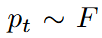 p_t ∼ F